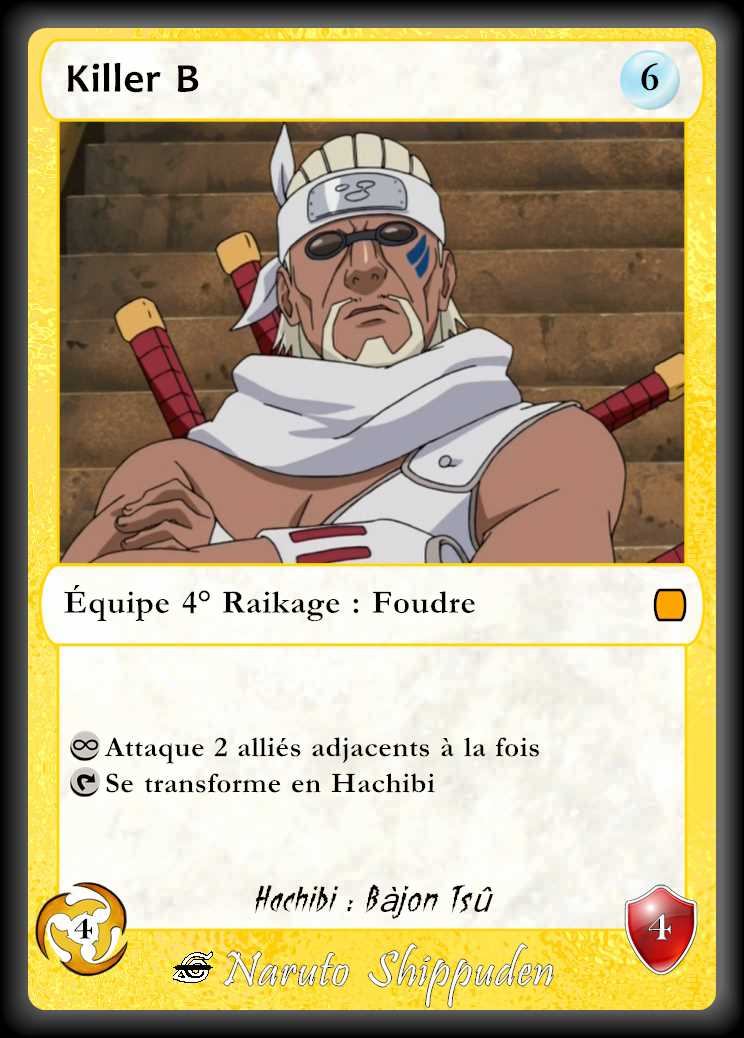 Killer B
6
Équipe 4° Raikage : Foudre
Attaque 2 alliés adjacents à la fois
Se transforme en Hachibi
Hachibi : Bàjon Tsû
4
4
Naruto Shippuden